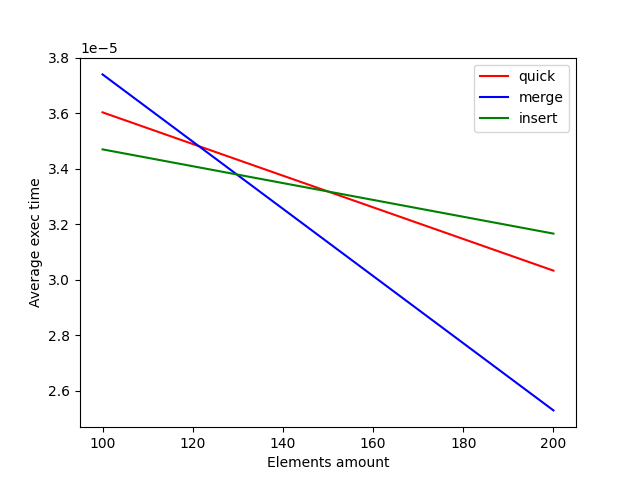 1e−5
3.8
3.6
3.4
3.2
3.0
2.8
2.6
Average exec time
quick
merge
insert
100 120 140 160 180 200
Elements amount